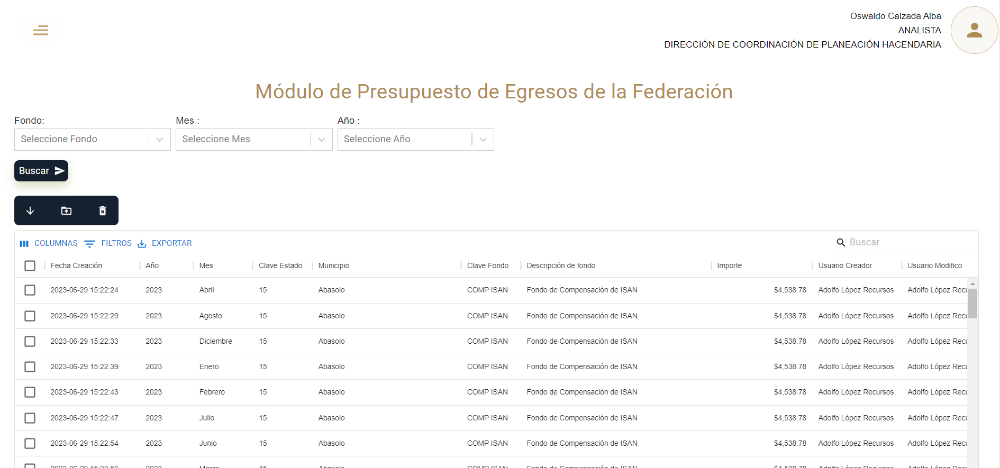 Oswaldo Calzada Alba
ANALISTA
DIRECCIÓN DE COORDINACIÓN DE PLANEACIÓN HACENDARIA
Módulo de Presupuesto de Egresos de la Federación
Fondo: Mes : Año :
Seleccione Fondo Seleccione Mes Seleccione Año
Buscar
COLUMNAS FILTROS EXPORTAR Buscar
Fecha Creación Año Mes Clave Estado Municipio Clave Fondo Descripción de fondo Importe Usuario Creador Usuario Modifico
2023-06-29 15:22:24 2023 Abril 15 Abasolo COMP ISAN Fondo de Compensación de ISAN $4,538.78 Adolfo López Recursos Adolfo López Recu
2023-06-29 15:22:29 2023 Agosto 15 Abasolo COMP ISAN Fondo de Compensación de ISAN $4,538.78 Adolfo López Recursos Adolfo López Recu
2023-06-29 15:22:33 2023 Diciembre 15 Abasolo COMP ISAN Fondo de Compensación de ISAN $4,538.78 Adolfo López Recursos Adolfo López Recu
2023-06-29 15:22:39 2023 Enero 15 Abasolo COMP ISAN Fondo de Compensación de ISAN $4,538.78 Adolfo López Recursos Adolfo López Recu
2023-06-29 15:22:43 2023 Febrero 15 Abasolo COMP ISAN Fondo de Compensación de ISAN $4,538.78 Adolfo López Recursos Adolfo López Recu
2023-06-29 15:22:47 2023 Julio 15 Abasolo COMP ISAN Fondo de Compensación de ISAN $4,538.78 Adolfo López Recursos Adolfo López Recu
2023-06-29 15:22:54 2023 Junio 15 Abasolo COMP ISAN Fondo de Compensación de ISAN $4,538.78 Adolfo López Recursos Adolfo López Recu